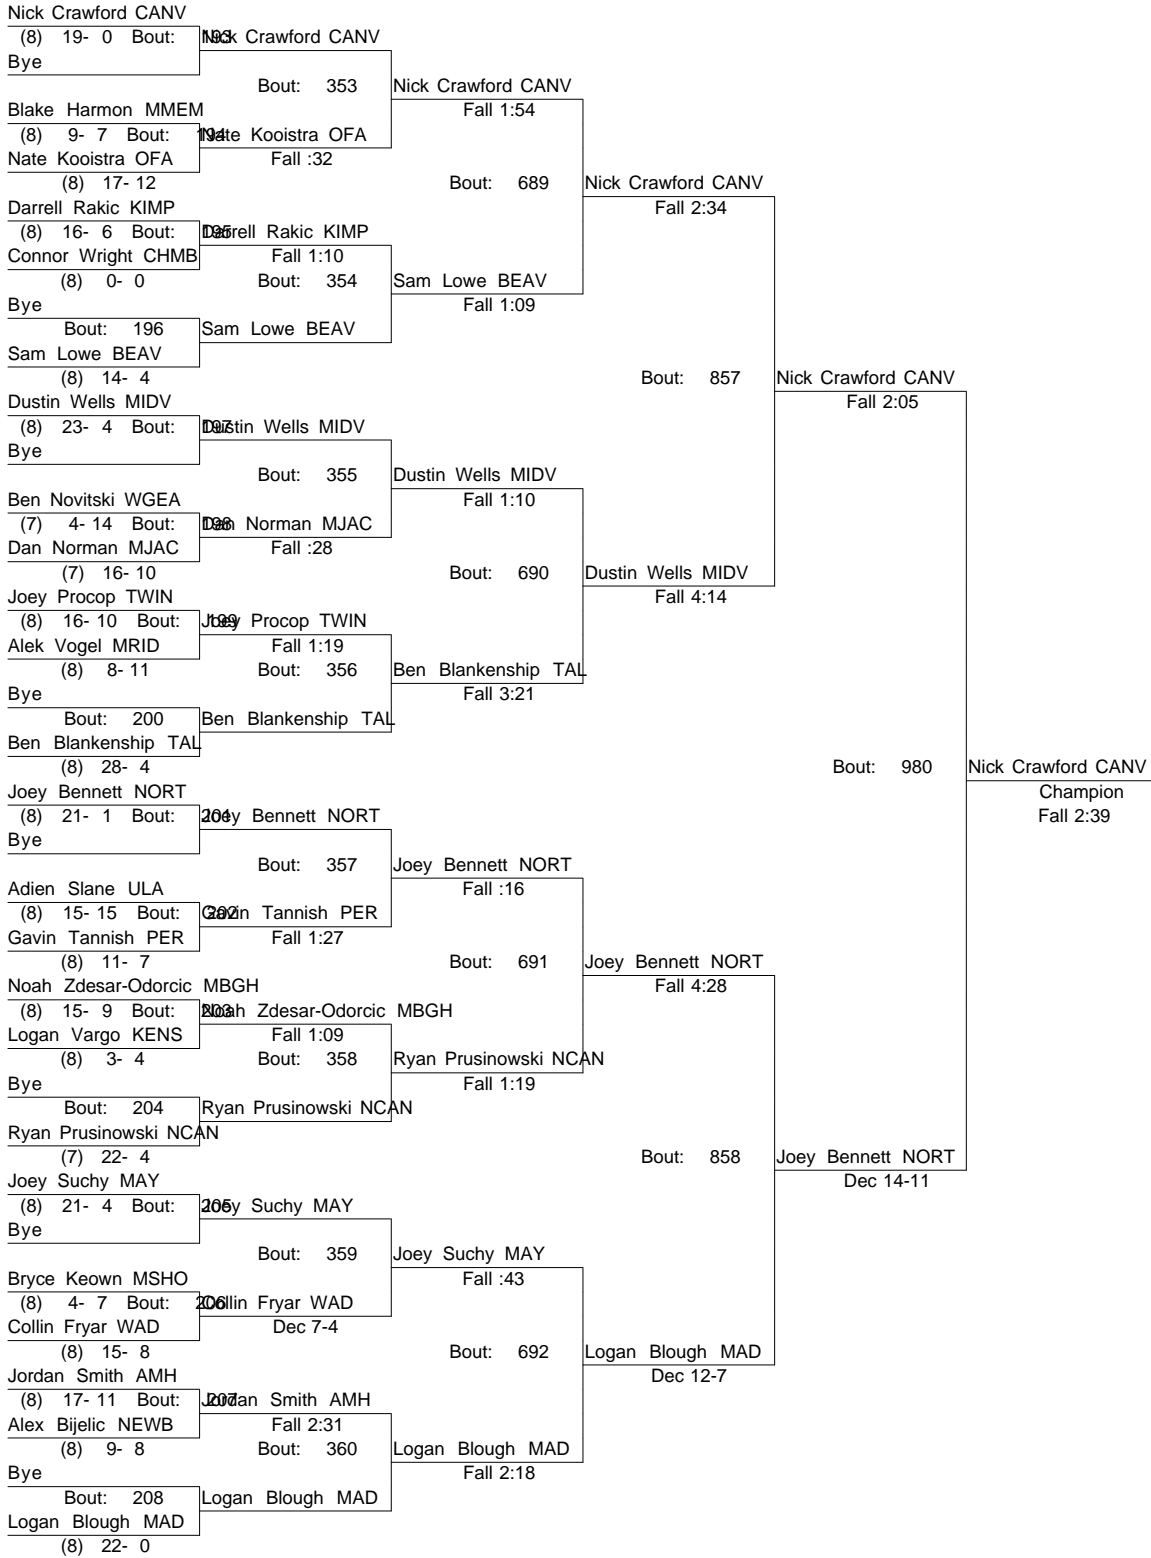 Nick Crawford CANV
(8) 19- 0 Bout: 193 Nick Crawford CANV
Bye
Bout: 353 Nick Crawford CANV
Fall 1:54
Blake Harmon MMEM
(8) 9- 7 Bout: 194 Nate Kooistra OFA
Nate Kooistra OFA Fall :32
(8) 17- 12
Bout: 689 Nick Crawford CANV
Fall 2:34
Darrell Rakic KIMP
(8) 16- 6 Bout: 195 Darrell Rakic KIMP
Connor Wright CHMB Fall 1:10
(8) 0- 0
Bout: 354 Sam Lowe BEAV
Fall 1:09
Bye
Bout: 196 Sam Lowe BEAV
Sam Lowe BEAV
(8) 14- 4
Bout: 857 Nick Crawford CANV
Fall 2:05
Dustin Wells MIDV
(8) 23- 4 Bout: 197 Dustin Wells MIDV
Bye
Bout: 355 Dustin Wells MIDV
Fall 1:10
Ben Novitski WGEA
(7) 4- 14 Bout: 198 Dan Norman MJAC
Dan Norman MJAC Fall :28
(7) 16- 10
Bout: 690 Dustin Wells MIDV
Fall 4:14
Joey Procop TWIN
(8) 16- 10 Bout: 199 Joey Procop TWIN
Alek Vogel MRID Fall 1:19
(8) 8- 11
Bout: 356 Ben Blankenship TAL
Fall 3:21
Bye
Bout: 200 Ben Blankenship TAL
Ben Blankenship TAL
(8) 28- 4
Bout: 980 Nick Crawford CANV
Champion
Fall 2:39
Joey Bennett NORT
(8) 21- 1 Bout: 201 Joey Bennett NORT
Bye
Bout: 357 Joey Bennett NORT
Fall :16
Adien Slane ULA
(8) 15- 15 Bout: 202 Gavin Tannish PER
Gavin Tannish PER Fall 1:27
(8) 11- 7
Bout: 691 Joey Bennett NORT
Fall 4:28
Noah Zdesar-Odorcic MBGH
(8) 15- 9 Bout: 203 Noah Zdesar-Odorcic MBGH
Logan Vargo KENS Fall 1:09
(8) 3- 4
Bout: 358 Ryan Prusinowski NCAN
Fall 1:19
Bye
Bout: 204 Ryan Prusinowski NCAN
Ryan Prusinowski NCAN
(7) 22- 4
Bout: 858 Joey Bennett NORT
Dec 14-11
Joey Suchy MAY
(8) 21- 4 Bout: 205 Joey Suchy MAY
Bye
Bout: 359 Joey Suchy MAY
Fall :43
Bryce Keown MSHO
(8) 4- 7 Bout: 206 Collin Fryar WAD
Collin Fryar WAD Dec 7-4
(8) 15- 8
Bout: 692 Logan Blough MAD
Dec 12-7
Jordan Smith AMH
(8) 17- 11 Bout: 207 Jordan Smith AMH
Alex Bijelic NEWB Fall 2:31
(8) 9- 8
Bout: 360 Logan Blough MAD
Fall 2:18
Bye
Bout: 208 Logan Blough MAD
Logan Blough MAD
(8) 22- 0